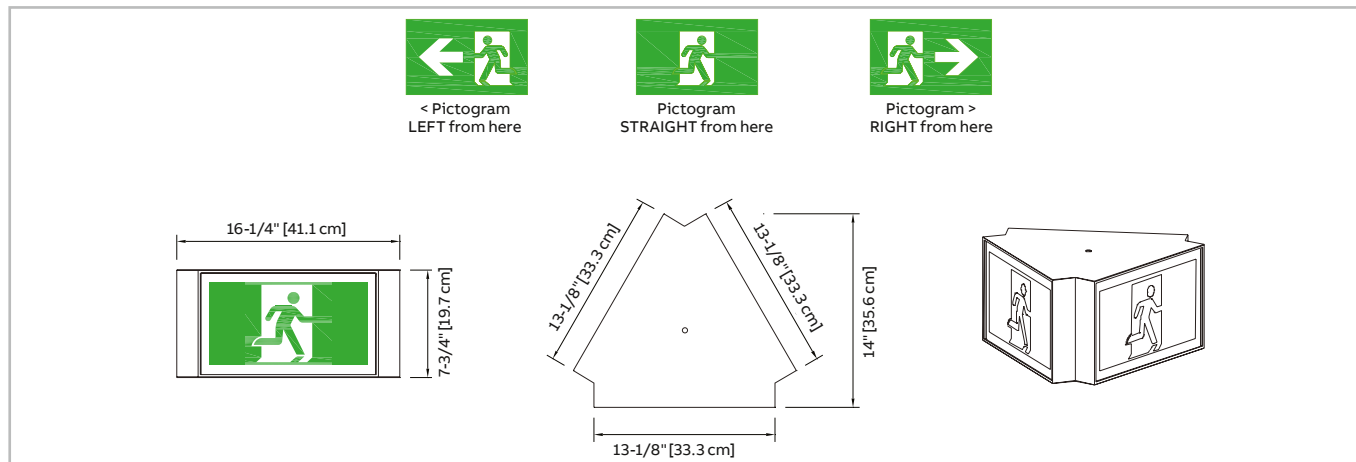 < Pictogram
LEFT from here
Pictogram
STRAIGHT from here
Pictogram >
RIGHT from here
16-1/4" [41.1 cm]
7-3/4" [19.7 cm]
13-1/8" [33.3 cm]
13-1/8" [33.3 cm]
14" [35.6 cm]
13-1/8" [33.3 cm]